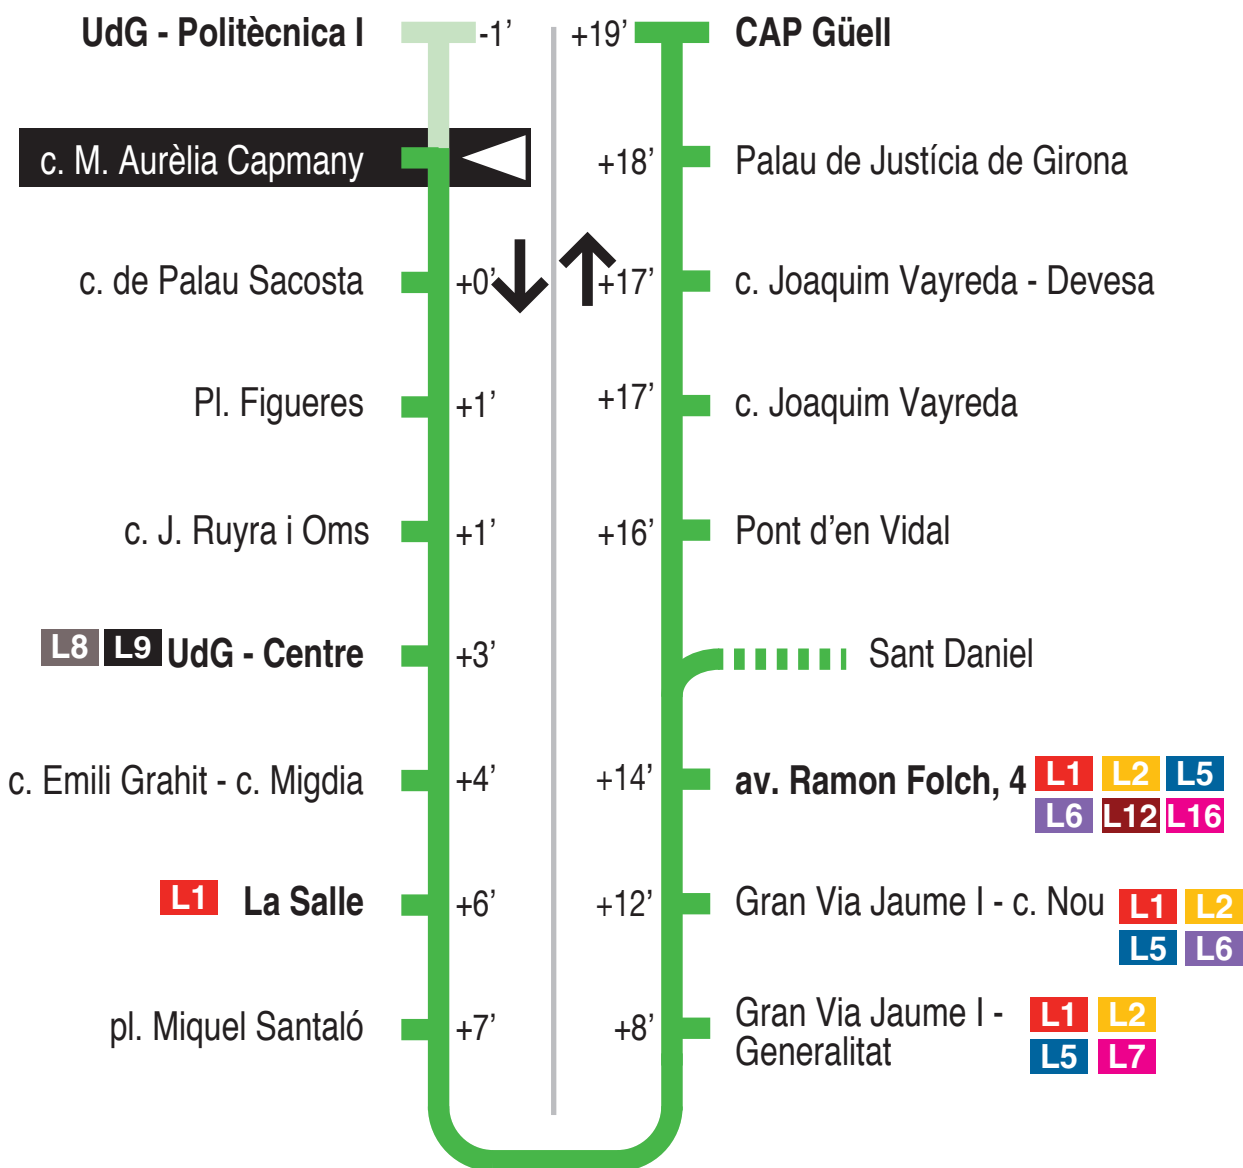 UdG - Politècnica I -1’
c. M. Aurèlia Capmany
c. de Palau Sacosta +0’
Pl. Figueres +1’
c. J. Ruyra i Oms +1’
L8 L9 UdG - Centre +3’
c. Emili Grahit - c. Migdia +4’
L1 La Salle +6’
pl. Miquel Santaló +7’
+19’ CAP Güell
+18’ Palau de Justícia de Girona
+17’ c. Joaquim Vayreda - Devesa
+17’ c. Joaquim Vayreda
+16’ Pont d’en Vidal
Sant Daniel
+14’ av. Ramon Folch, 4 L1 L2 L5
L6 L12 L16
+12’ Gran Via Jaume I - c. Nou L1 L2
L5 L6
+8’ Gran Via Jaume I - L1 L2
Generalitat L5 L7